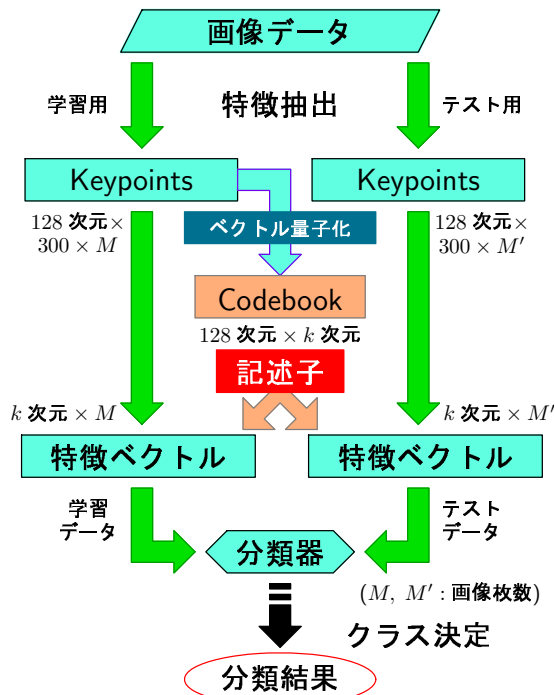 画像データ
学習用
特徴抽出
テスト用
Keypoints
Keypoints
128 次元×
300 × M
ベクトル量子化
128 次元×
300 × M′
Codebook
128 次元 × k 次元
記述子
k 次元 × M
k 次元 × M′
特徴ベクトル
特徴ベクトル
学習
データ
テスト
データ
分類器
(M, M′ : 画像枚数)
クラス決定
分類結果